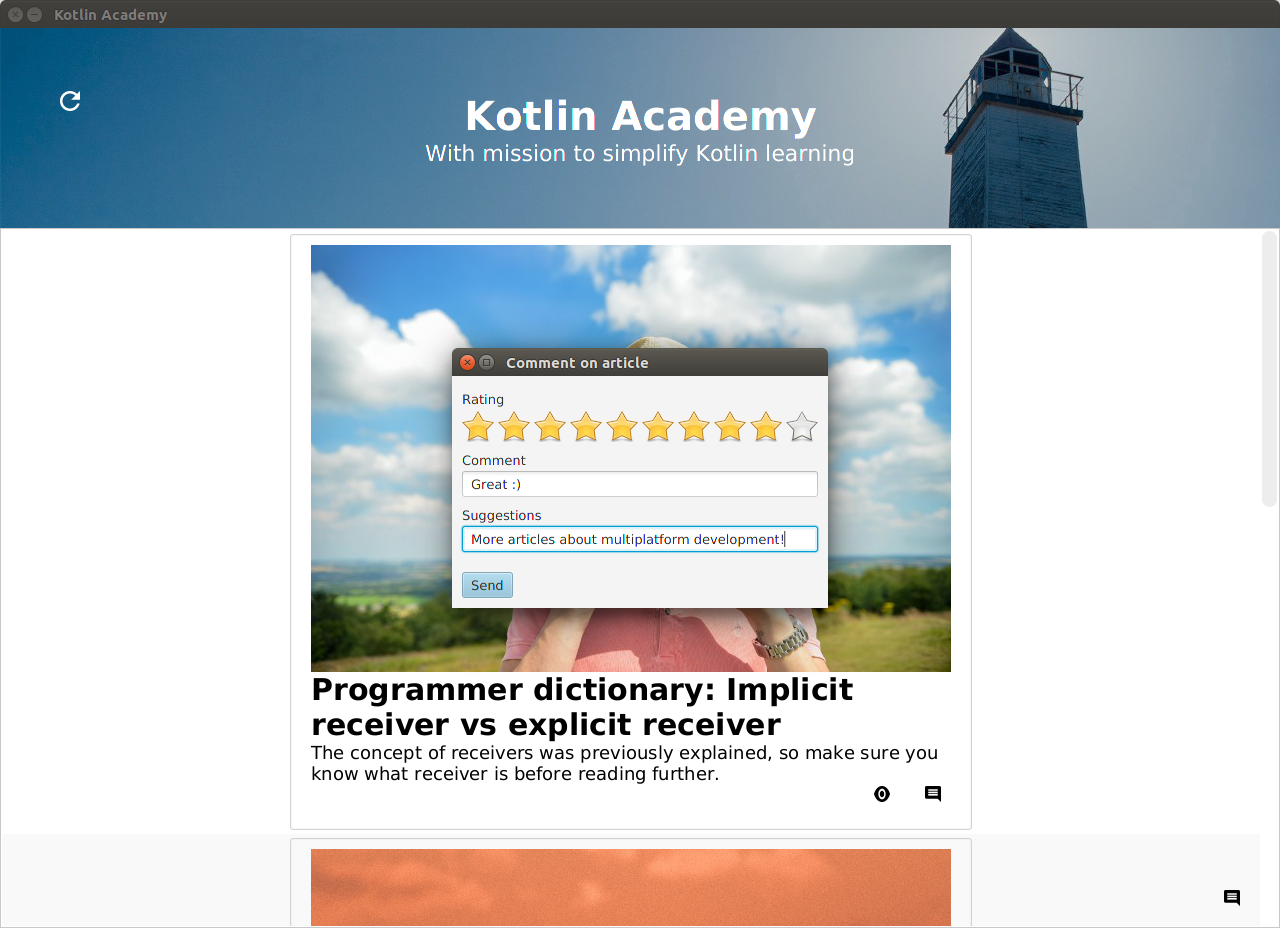 Kotlin Academy
Kotlin Academy
With mission to simplify Kotlin learning
Comment on article
Rating
Comment
Great :)
Suggestions
More articles about multiplatform development!
Send
Programmer dictionary: Implicit
receiver vs explicit receiver
The concept of receivers was previously explained, so make sure you
know what receiver is before reading further.